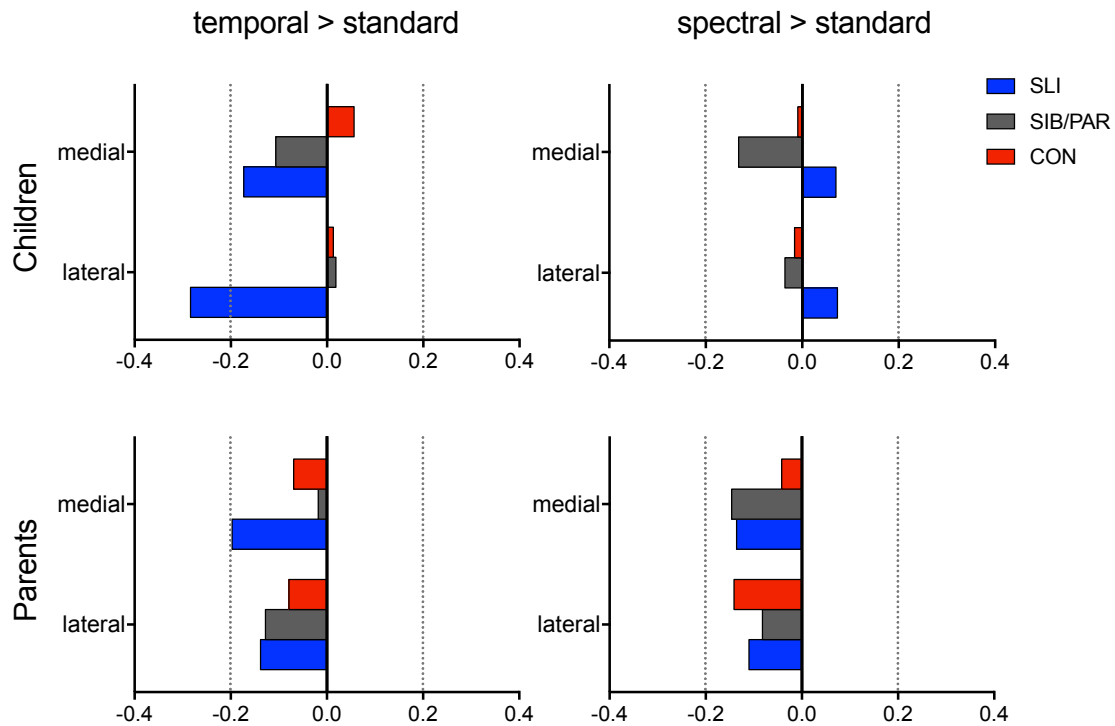 temporal > standard
spectral > standard
SLI
SIB/PAR
CON
Children
medial
lateral
-0.4 -0.2 0.0 0.2 0.4
medial
lateral
-0.4 -0.2 0.0 0.2 0.4
Parents
medial
lateral
-0.4 -0.2 0.0 0.2 0.4
medial
lateral
-0.4 -0.2 0.0 0.2 0.4